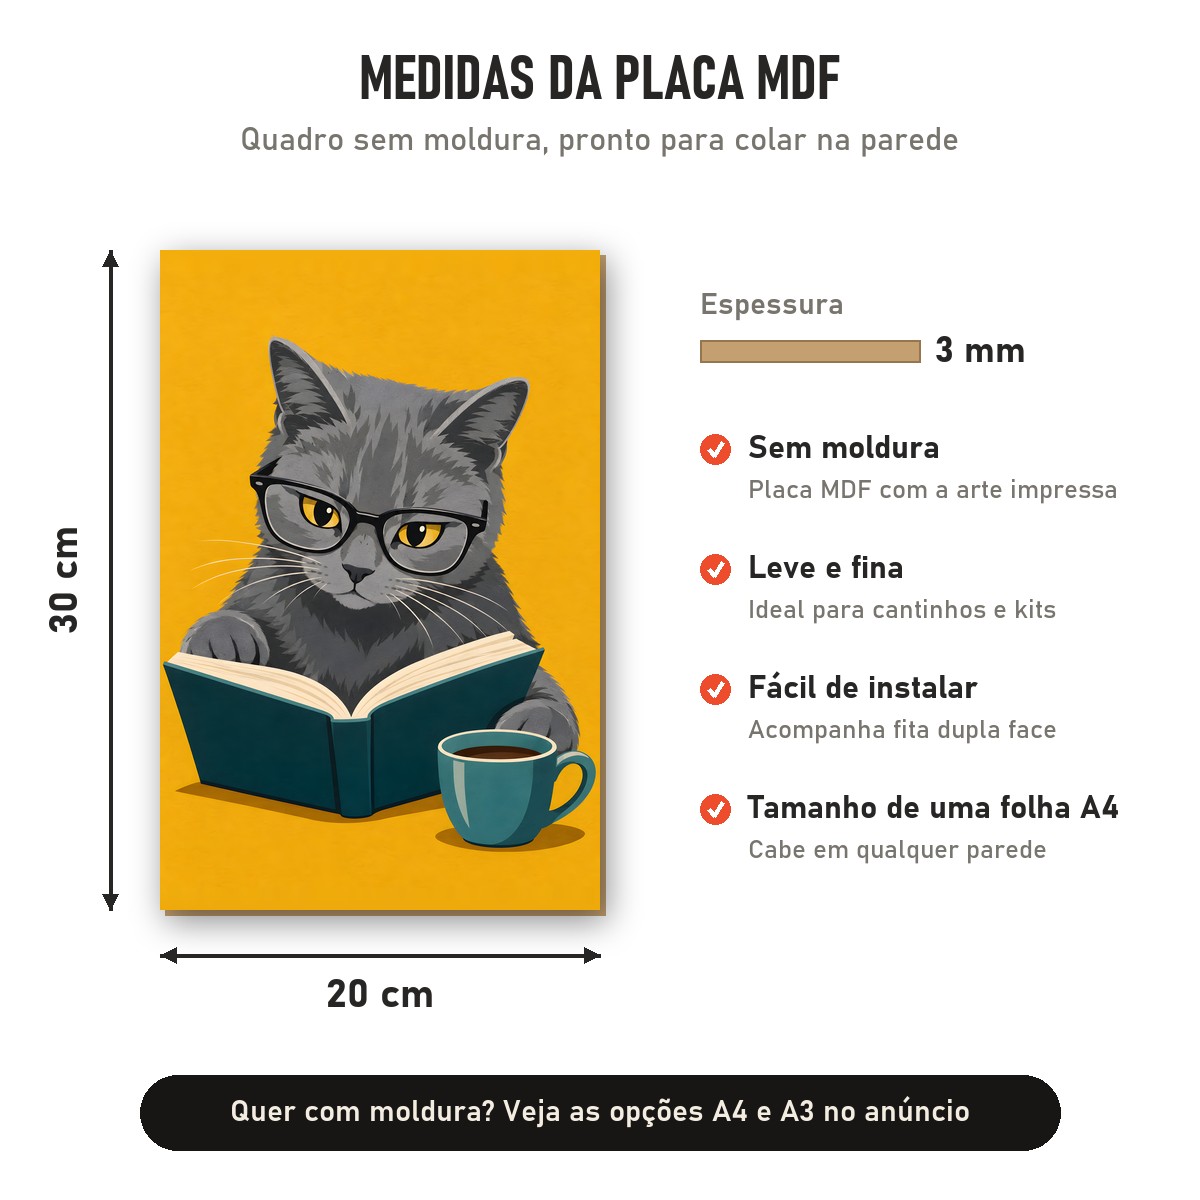 MEDIDAS DA PLACA MDF
Quadro sem moldura, pronto para colar na parede
30 cm
20 cm
Espessura
3 mm
Sem moldura
Placa MDF com a arte impressa
Leve e fina
Ideal para cantinhos e kits
Fácil de instalar
Acompanha fita dupla face
Tamanho de uma folha A4
Cabe em qualquer parede
Quer com moldura? Veja as opções A4 e A3 no anúncio